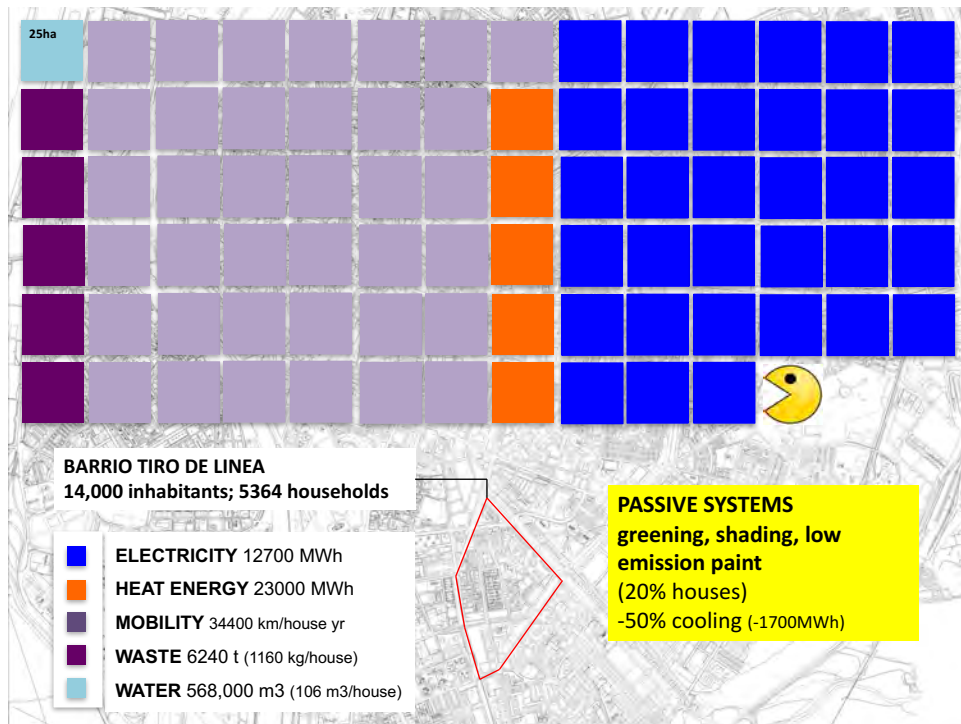 25ha
BARRIO TIRO DE LINEA
14,000 inhabitants; 5364 households
ELECTRICITY 12700 MWh
HEAT ENERGY 23000 MWh
MOBILITY 34400 km/house yr
WASTE 6240 t (1160 kg/house)
WATER 568,000 m3 (106 m3/house)
PASSIVE SYSTEMS
greening, shading, low
emission paint
(20% houses)
-50% cooling (-1700MWh)